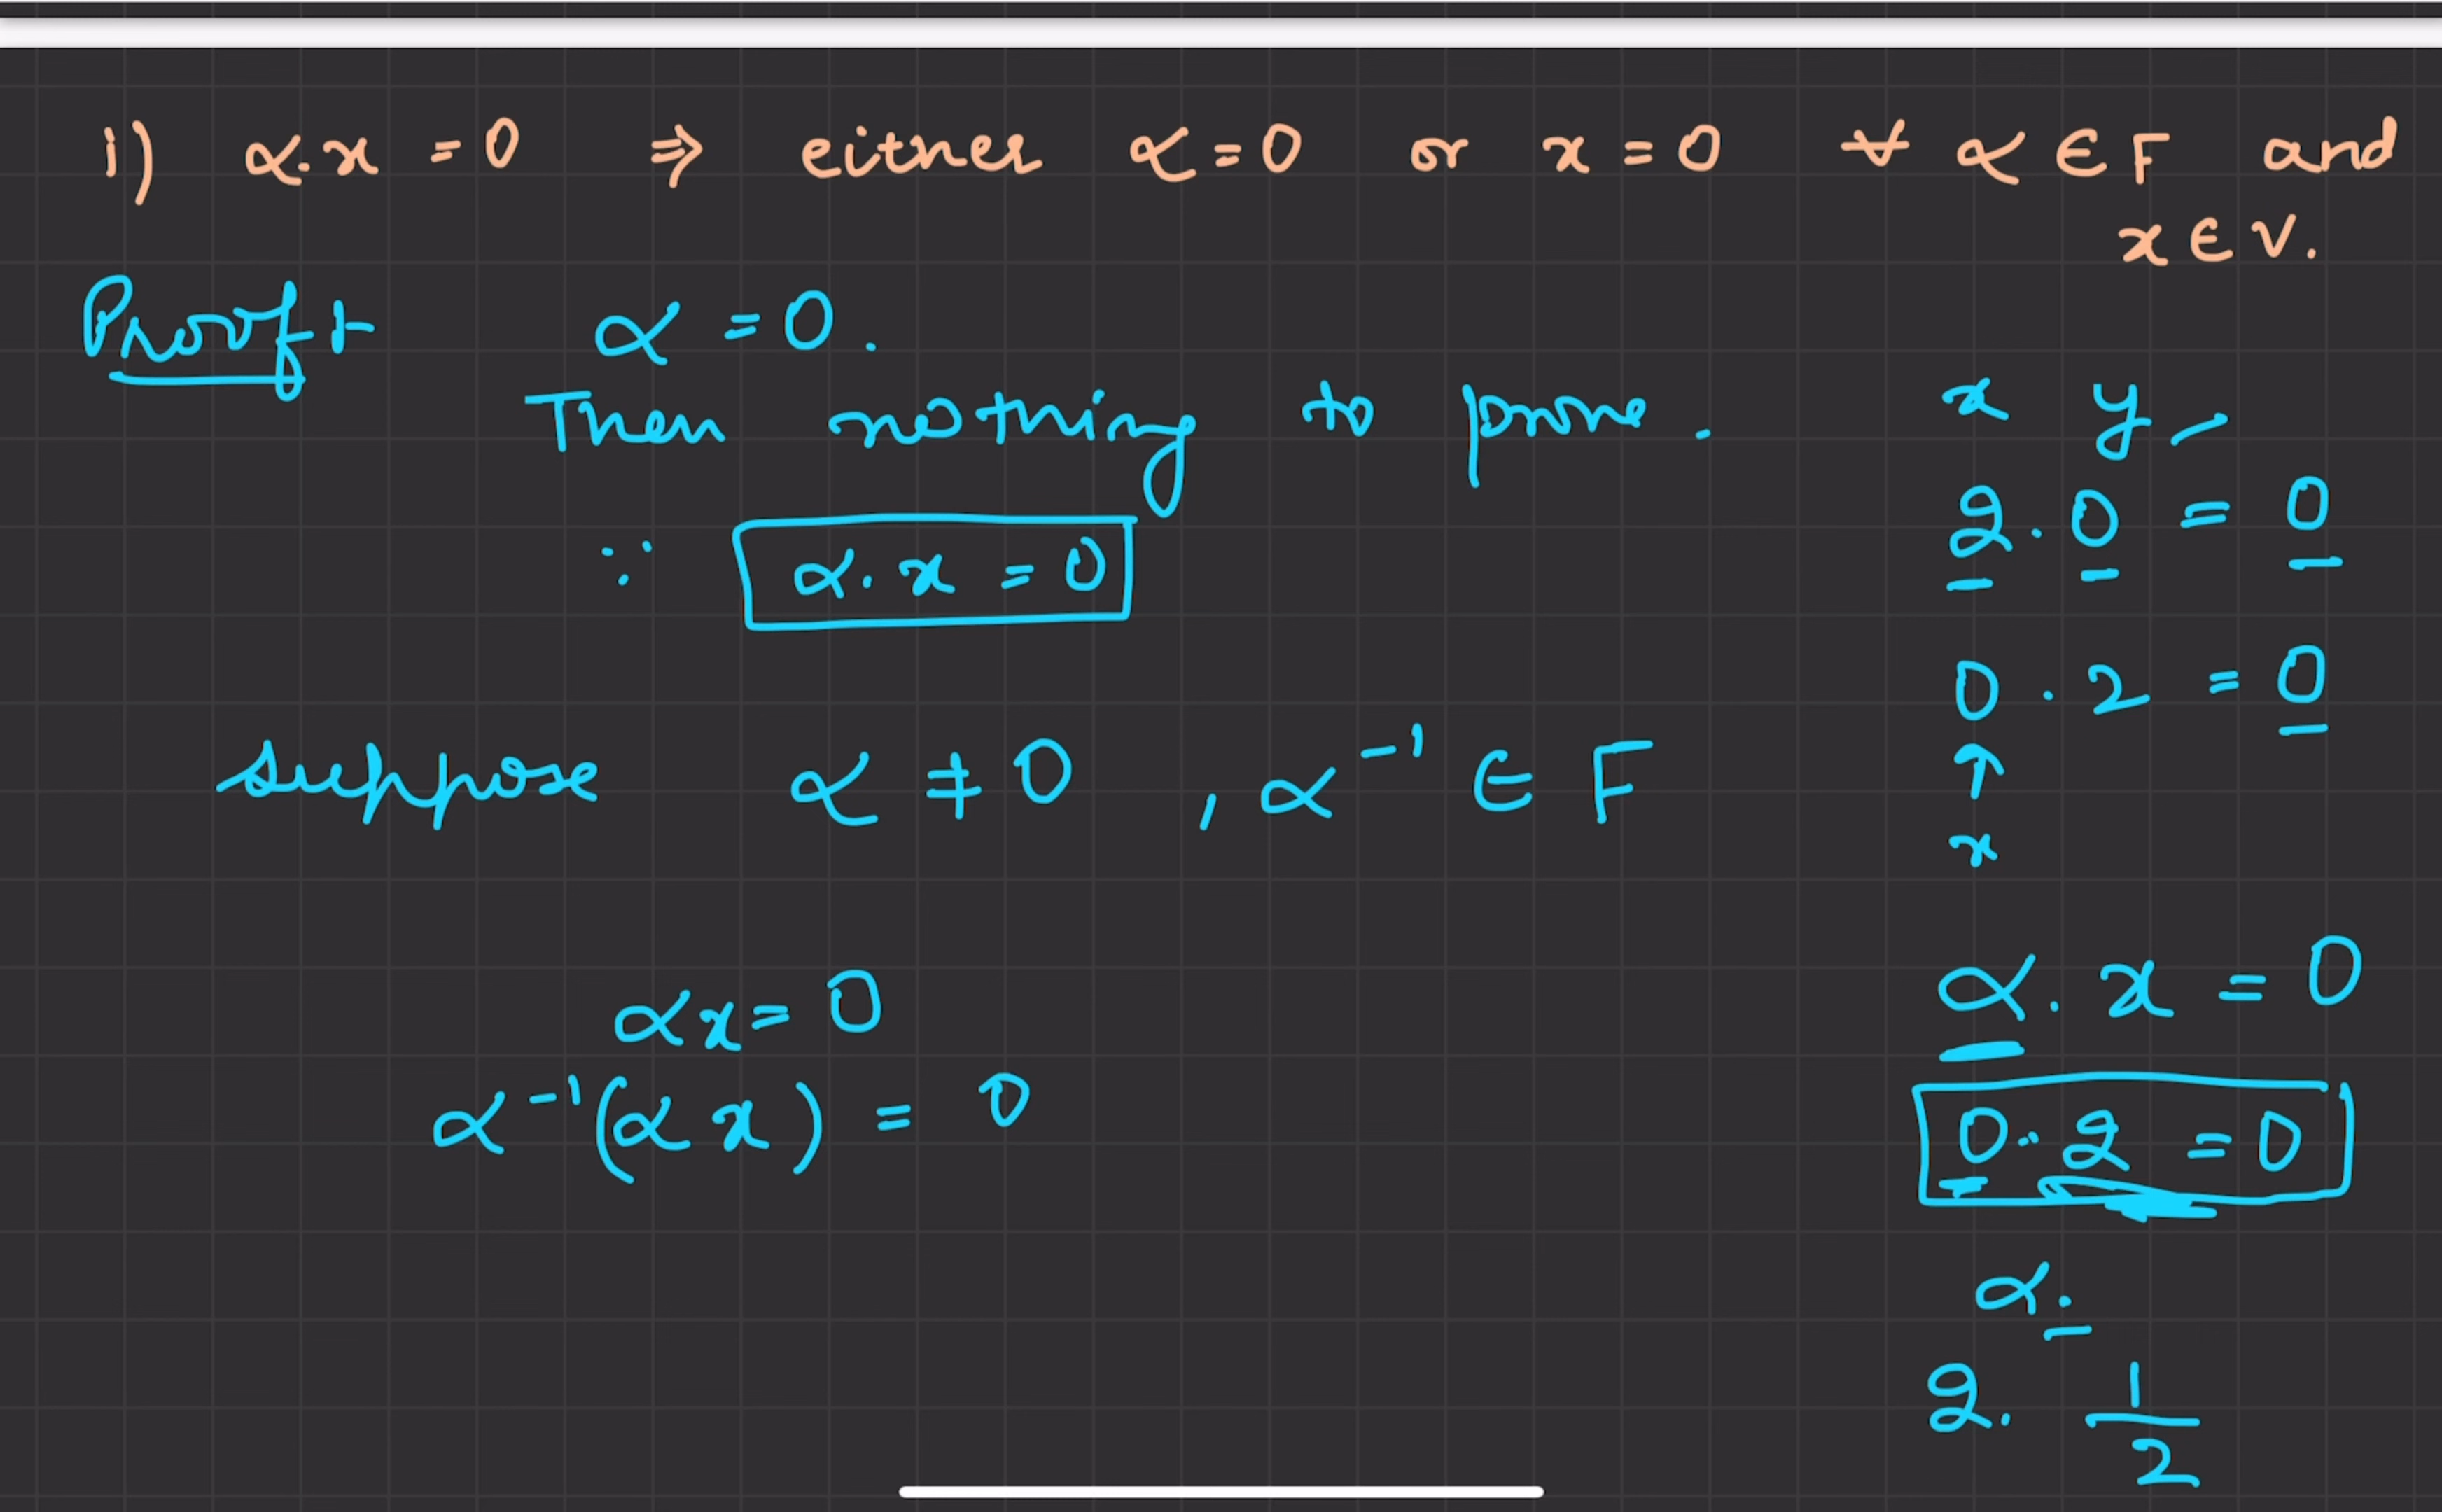 i) α.x = 0 ⇒ either α = 0 or x = 0 ∀ α ∈ F and
x ∈ V.
Proof:- α = 0.
Then nothing to prove.
x y
∵ α.x = 0
2.0 = 0
0.2 = 0
↑
x
suppose α ≠ 0, α⁻¹ ∈ F
αx = 0
α⁻¹(αx) = 0
α.x = 0
0.2 = 0
α.
2. 1/2